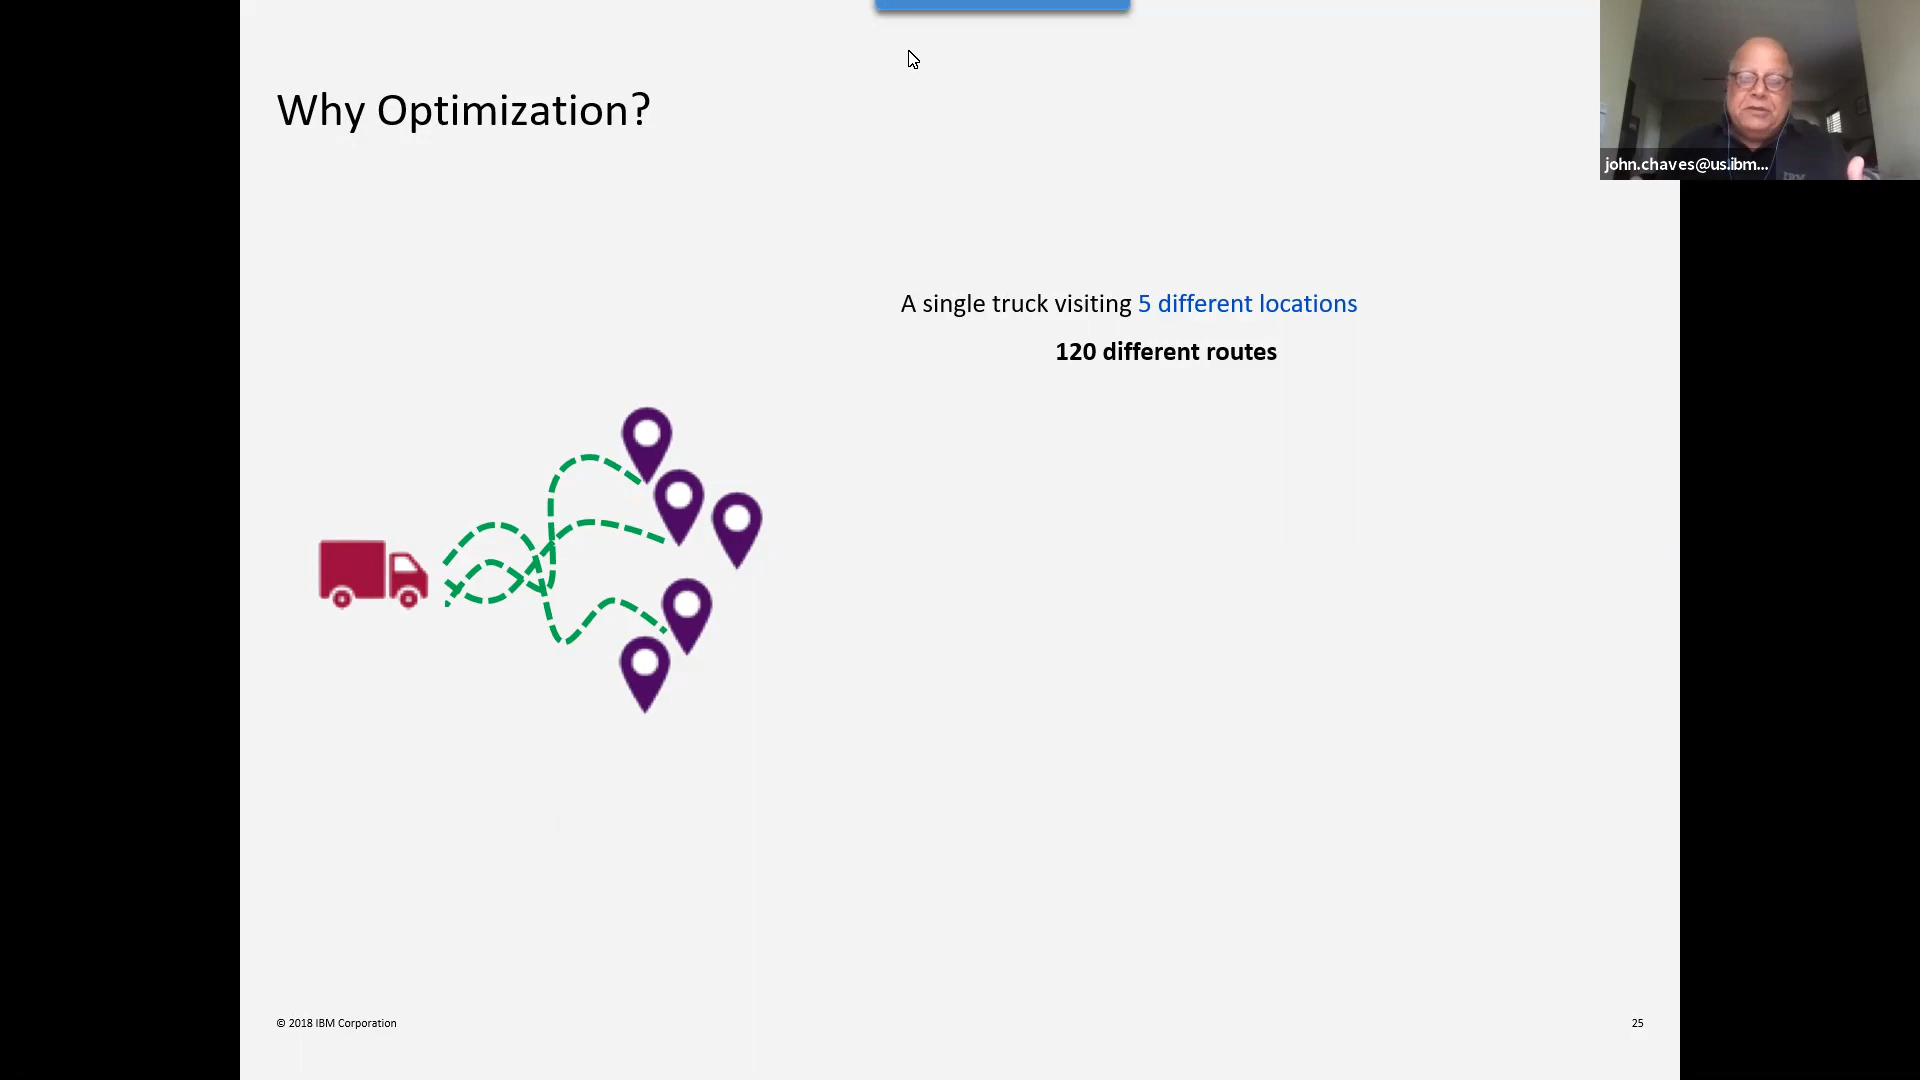 Why Optimization?
john.chaves@us.ibm...
A single truck visiting 5 different locations
120 different routes
© 2018 IBM Corporation
25